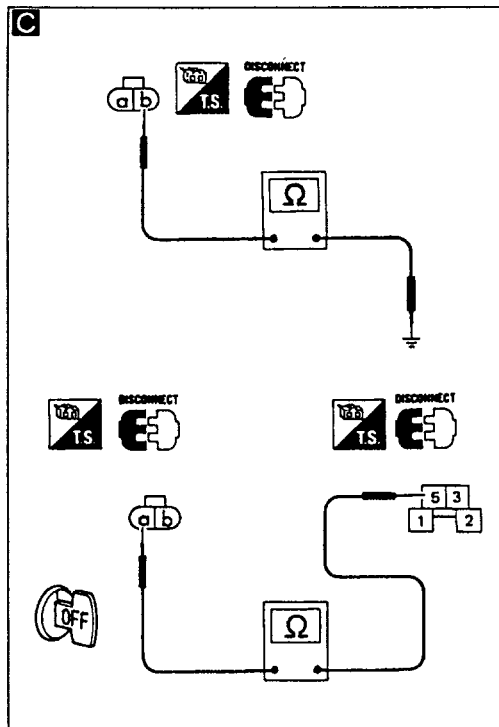 C
DISCONNECT
a b
T.S.
Ω
DISCONNECT
DISCONNECT
T.S.
T.S.
5 3
a b
1 2
OFF
Ω